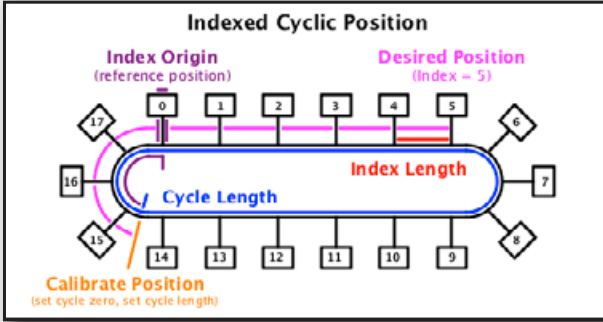 Indexed Cyclic Position
Index Origin
(reference position)
Desired Position
(Index = 5)
0
1
2
3
4
5
17
6
16
7
Index Length
Cycle Length
15
8
14
13
12
11
10
9
Calibrate Position
(set cycle zero, set cycle length)